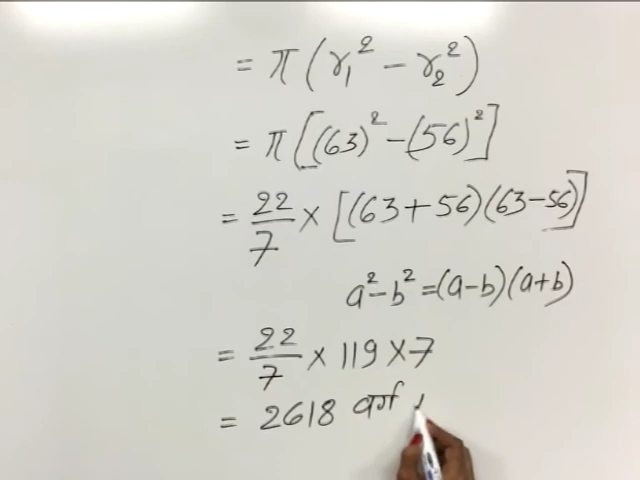 = π(r₁² − r₂²)
= π[(63)² − (56)²]
= 22/7 × [(63+56)(63−56)]
a²−b² = (a−b)(a+b)
= 22/7 × 119 × 7
= 2618 वर्ग